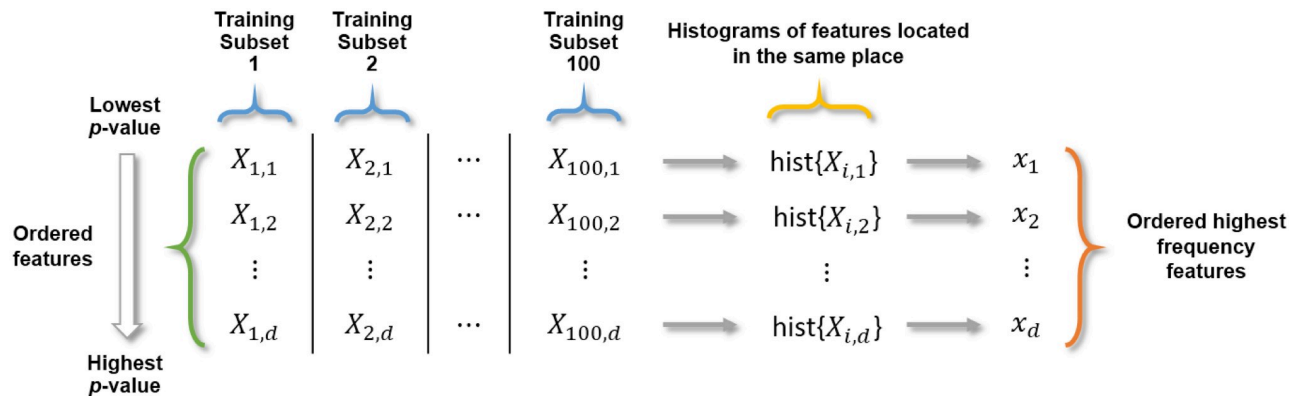 Training
Subset
1
Training
Subset
2
Training
Subset
100
Histograms of features located
in the same place
Lowest
p-value
Ordered
features
Highest
p-value
X₁,₁ X₂,₁ ⋯ X₁₀₀,₁ hist{Xᵢ,₁} x₁
X₁,₂ X₂,₂ ⋯ X₁₀₀,₂ hist{Xᵢ,₂} x₂
⋮ ⋮ ⋮ ⋮ ⋮
X₁,d X₂,d ⋯ X₁₀₀,d hist{Xᵢ,d} x_d
Ordered highest
frequency
features